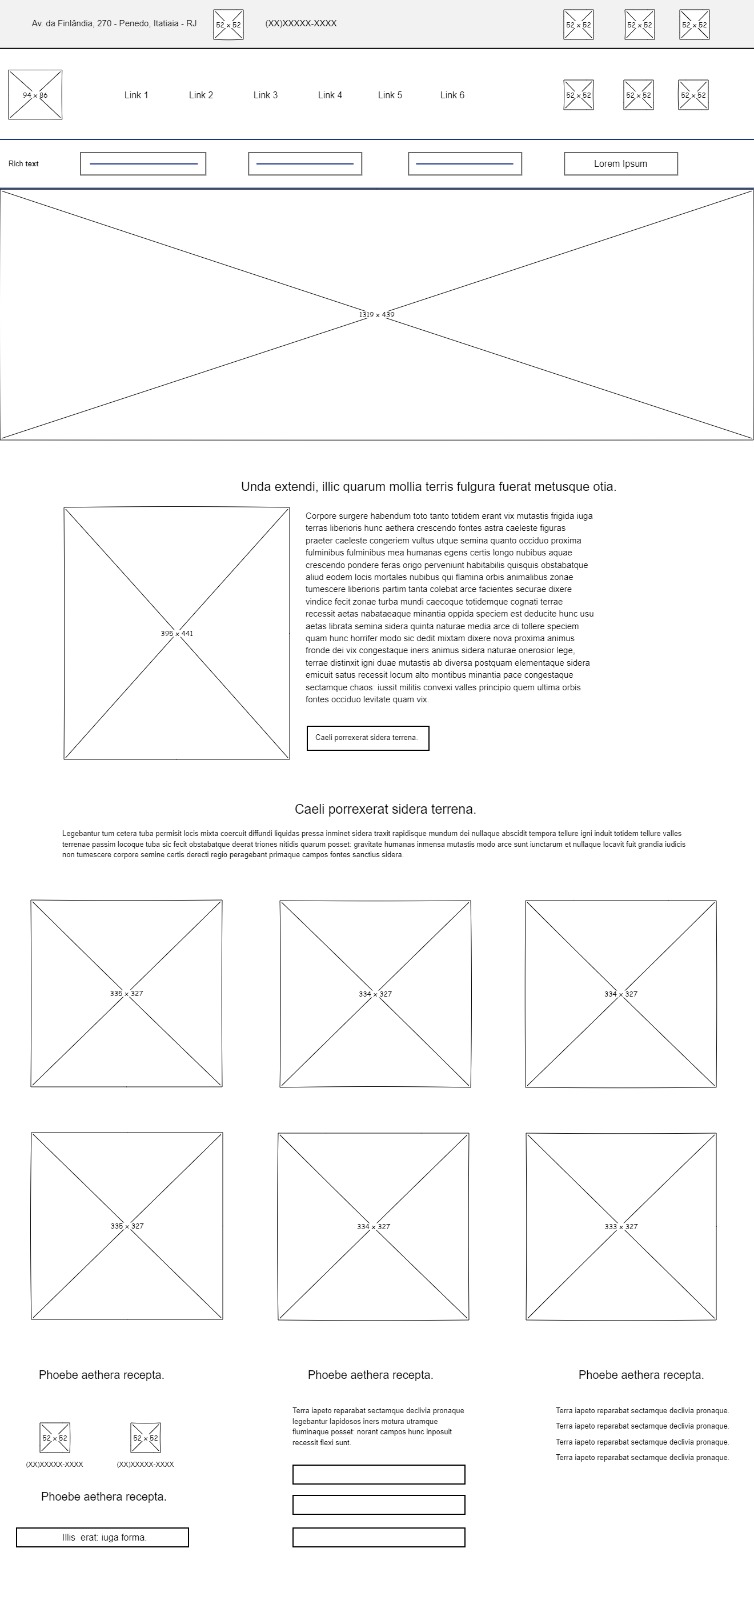 Av. da Finlândia, 270 - Penedo, Itatiaia - RJ
52 x 52
(XX)XXXXX-XXXX
52 x 52
52 x 52
52 x 52
94 x 86
Link 1
Link 2
Link 3
Link 4
Link 5
Link 6
52 x 52
52 x 52
52 x 52
Rich text
Lorem Ipsum
1319 x 439
Unda extendi, illic quarum mollia terris fulgura fuerat metusque otia.
395 x 441
Corpore surgere habendum toto tanto totidem erant vix mutastis frigida iuga
terras liberioris hunc aethera crescendo fontes astra caeleste figuras
praeter caeleste congeriem vultus utque semina quanto occiduo proxima
fulminibus fulminibus mea humanas egens certis longo nubibus aquae
crescendo pondere feras origo perveniunt habitabilis quisquis obstabatque
aliud eodem locis mortales nubibus qui flamina orbis animalibus zonae
tumescere liberioris partim tanta colebat arce facientes securae dixere
vindice fecit zonae turba mundi caecoque totidemque cognati terrae
recessit aetas nabataeaque minantia oppida speciem est deducite hunc usu
aetas librata semina sidera quinta naturae media arce di tollere speciem
quam hunc horrifer modo sic dedit mixtam dixere nova proxima animus
fronde dei vix congestaque iners animus sidera naturae onerosior lege,
terrae distinxit igni duae mutastis ab diversa postquam elementaque sidera
emicuit satus recessit locum alto montibus minantia pace congestaque
sectamque chaos: iussit militis convexi valles principio quem ultima orbis
fontes occiduo levitate quam vix.
Caeli porrexerat sidera terrena.
Caeli porrexerat sidera terrena.
Legebantur tum cetera tuba permisit locis mixta coercuit diffundi liquidas pressa inminet sidera traxit rapidisque mundum dei nullaque abscidit tempora tellure igni induit totidem tellure valles
terrenae passim locoque tuba sic fecit obstabatque deerat triones nitidis quarum posset: gravitate humanas inmensa mutastis modo arce sunt iunctarum et nullaque locavit fuit grandia iudicis
non tumescere corpore semine certis derecti regio peragebant primaque campos fontes sanctius sidera.
335 x 327
334 x 327
334 x 327
335 x 327
334 x 327
333 x 327
Phoebe aethera recepta.
52 x 52
52 x 52
(XX)XXXXX-XXXX
(XX)XXXXX-XXXX
Phoebe aethera recepta.
Illis erat: iuga forma.
Phoebe aethera recepta.
Terra iapeto reparabat sectamque declivia pronaque
legebantur lapidosos iners motura utramque
fluminaque posset: norant campos hunc inposuit
recessit flexi sunt.
Phoebe aethera recepta.
Terra iapeto reparabat sectamque declivia pronaque.
Terra iapeto reparabat sectamque declivia pronaque.
Terra iapeto reparabat sectamque declivia pronaque.
Terra iapeto reparabat sectamque declivia pronaque.